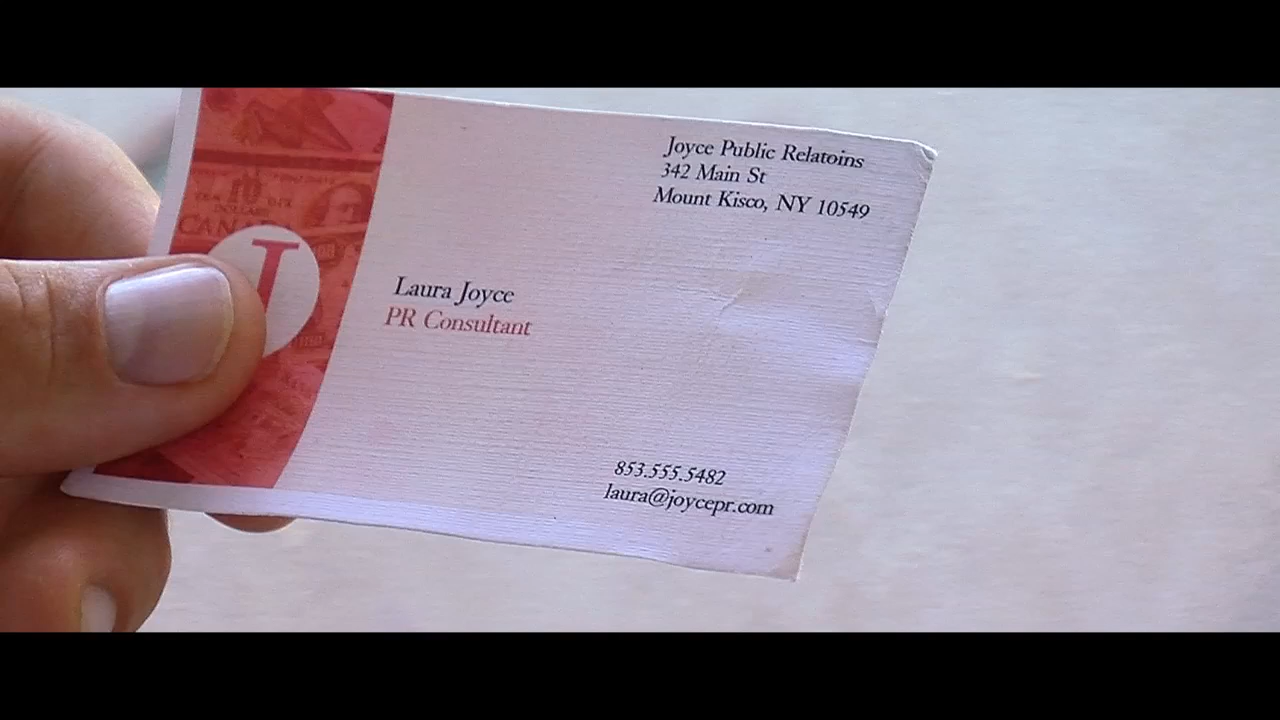 Joyce Public Relatoins
342 Main St
Mount Kisco, NY 10549
CANADA
J
Laura Joyce
PR Consultant
853.555.5482
laura@joycepr.com